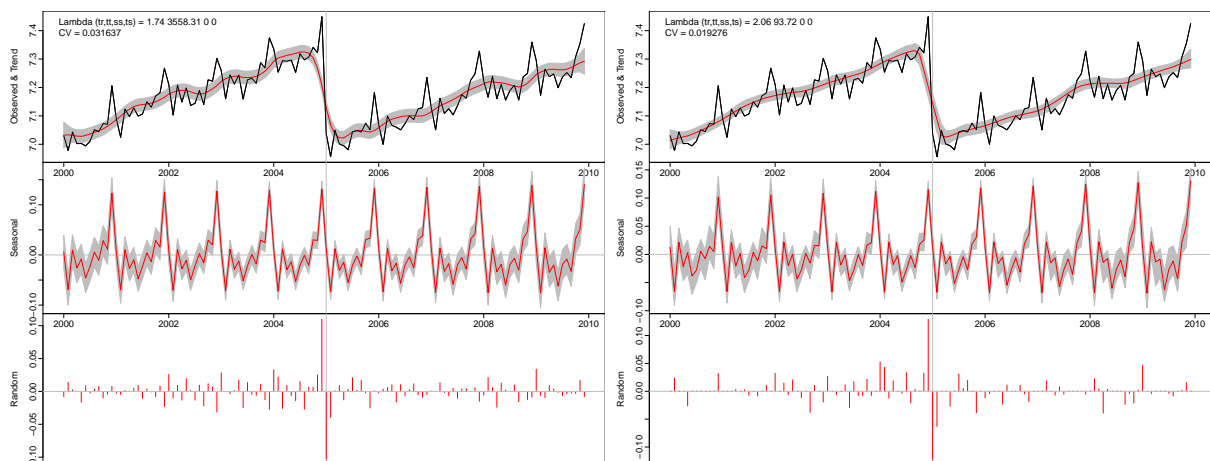 Lambda (tr,tt,ss,ts) = 1.74 3558.31 0 0
CV = 0.031637
Observed & Trend
7.0 7.1 7.2 7.3 7.4
2000 2002 2004 2006 2008 2010
Seasonal
−0.10 0.00 0.05 0.10
2000 2002 2004 2006 2008 2010
Random
−0.10 −0.05 0.00 0.05 0.10
Lambda (tr,tt,ss,ts) = 2.06 93.72 0 0
CV = 0.019276
Observed & Trend
7.0 7.1 7.2 7.3 7.4
2000 2002 2004 2006 2008 2010
Seasonal
−0.10 0.00 0.05 0.10 0.15
2000 2002 2004 2006 2008 2010
Random
−0.10 −0.05 0.00 0.05 0.10